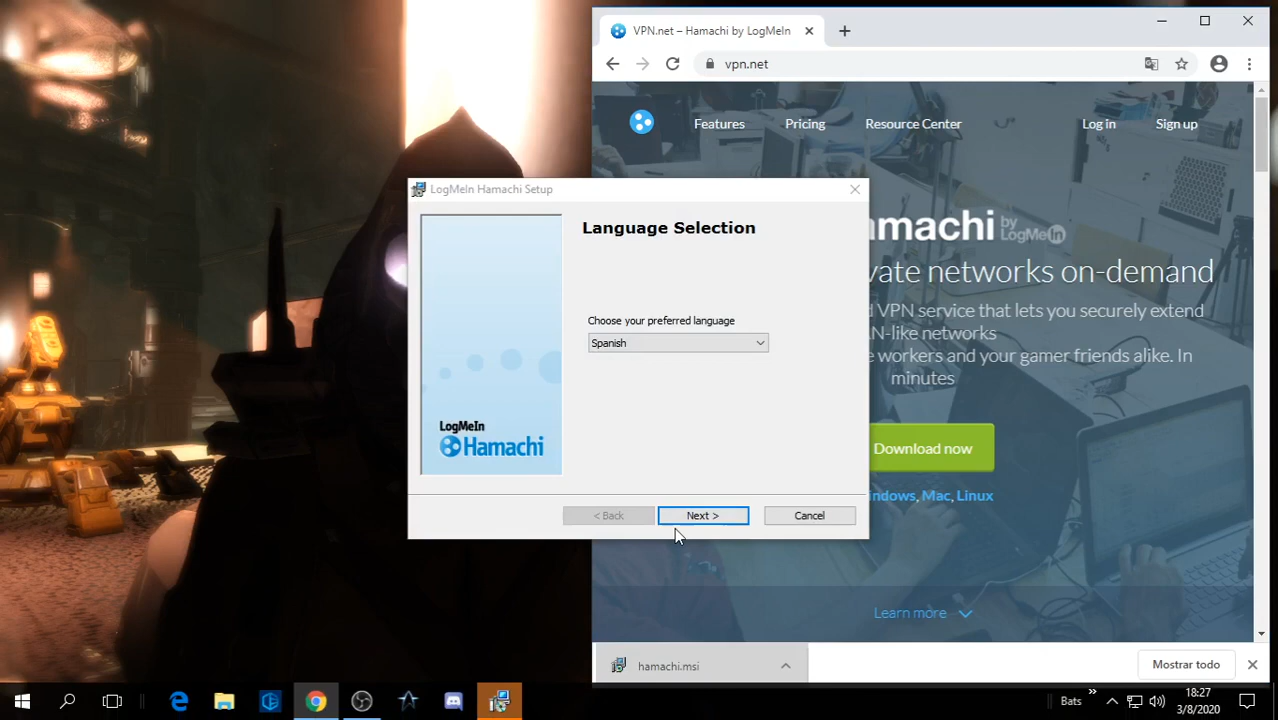 VPN.net – Hamachi by LogMeIn
vpn.net
Features
Pricing
Resource Center
Log in
Sign up
LogMeIn Hamachi Setup
Language Selection
Choose your preferred language
Spanish
LogMeIn
Hamachi
< Back
Next >
Cancel
amachi by LogMeIn
vate networks on-demand
d VPN service that lets you securely extend
N-like networks
e workers and your gamer friends alike. In
minutes
Download now
indows, Mac, Linux
Learn more
hamachi.msi
Mostrar todo
Bats
»
18:27
3/8/2020